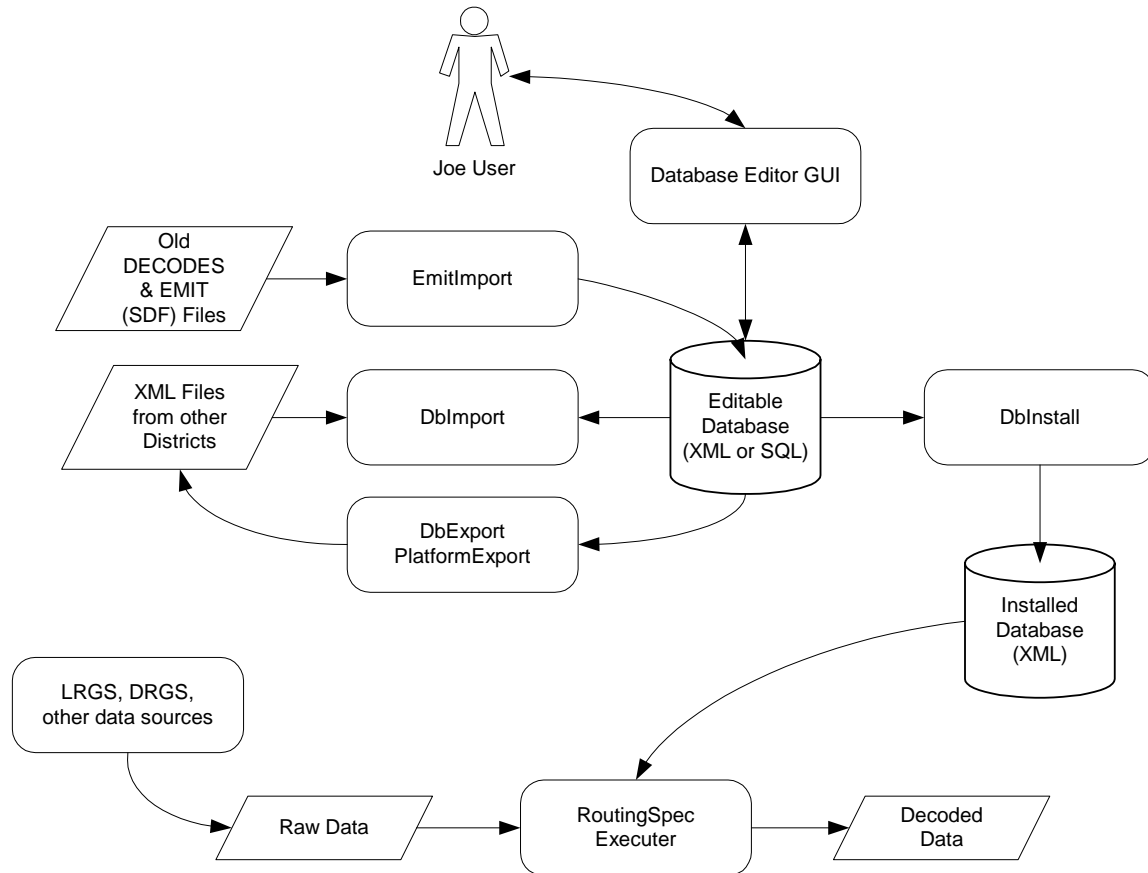 Joe User
Database Editor GUI
Old
DECODES
& EMIT
(SDF) Files
EmitImport
XML Files
from other
Districts
DbImport
Editable
Database
(XML or SQL)
DbInstall
DbExport
PlatformExport
Installed
Database
(XML)
LRGS, DRGS,
other data sources
Raw Data
RoutingSpec
Executer
Decoded
Data